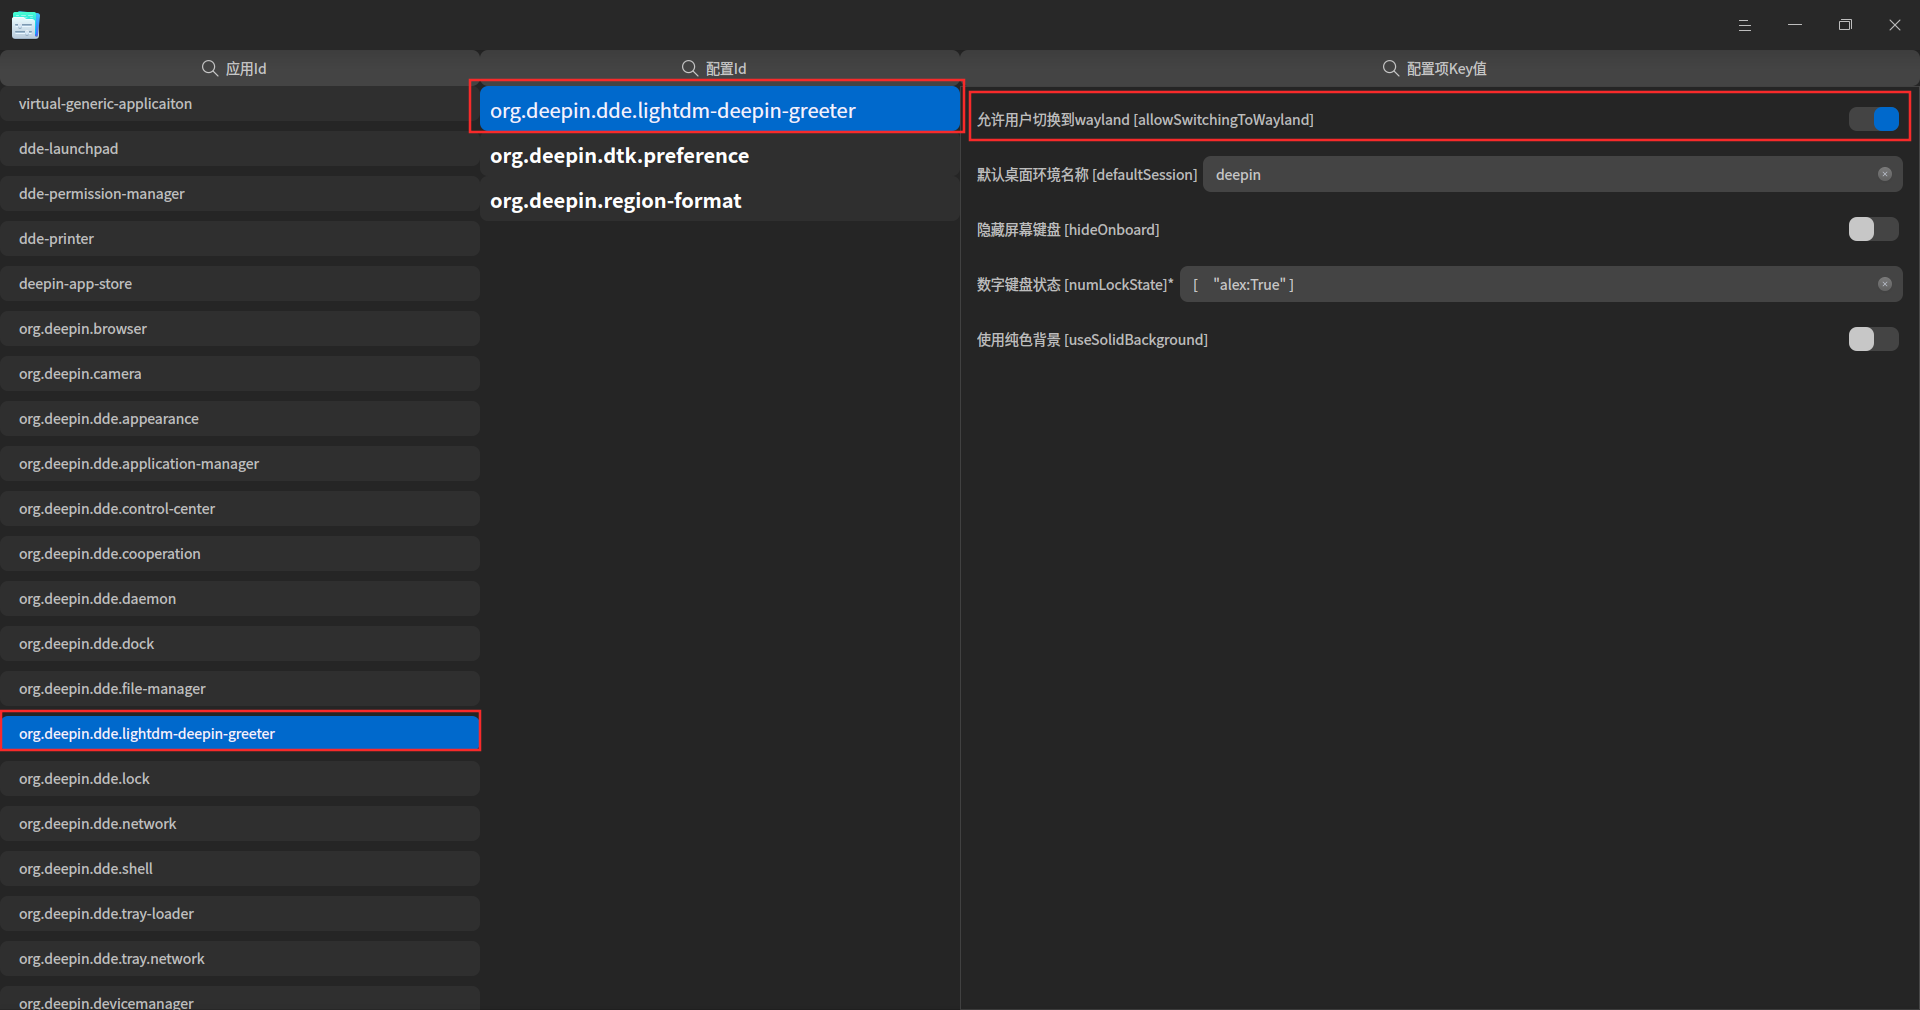 应用Id
virtual-generic-applicaiton
dde-launchpad
dde-permission-manager
dde-printer
deepin-app-store
org.deepin.browser
org.deepin.camera
org.deepin.dde.appearance
org.deepin.dde.application-manager
org.deepin.dde.control-center
org.deepin.dde.cooperation
org.deepin.dde.daemon
org.deepin.dde.dock
org.deepin.dde.file-manager
org.deepin.dde.lightdm-deepin-greeter
org.deepin.dde.lock
org.deepin.dde.network
org.deepin.dde.shell
org.deepin.dde.tray-loader
org.deepin.dde.tray.network
org.deepin.devicemanager
配置Id
org.deepin.dde.lightdm-deepin-greeter
org.deepin.dtk.preference
org.deepin.region-format
配置项Key值
允许用户切换到wayland [allowSwitchingToWayland]
默认桌面环境名称 [defaultSession] deepin
隐藏屏幕键盘 [hideOnboard]
数字键盘状态 [numLockState]* [ "alex:True" ]
使用纯色背景 [useSolidBackground]